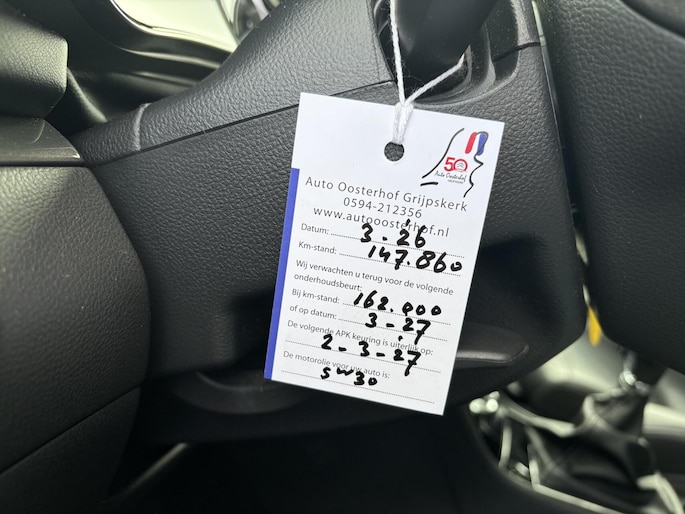 50
Auto Oosterhof
Auto Oosterhof Grijpskerk
0594-212356
www.autooosterhof.nl
Datum: 3-'26
Km-stand: 147.860
Wij verwachten u terug voor de volgende
onderhoudsbeurt:
Bij km-stand: 162.000
of op datum: 3-'27
De volgende APK keuring is uiterlijk op:
2-3-'27
De motorolie voor uw auto is:
5w30